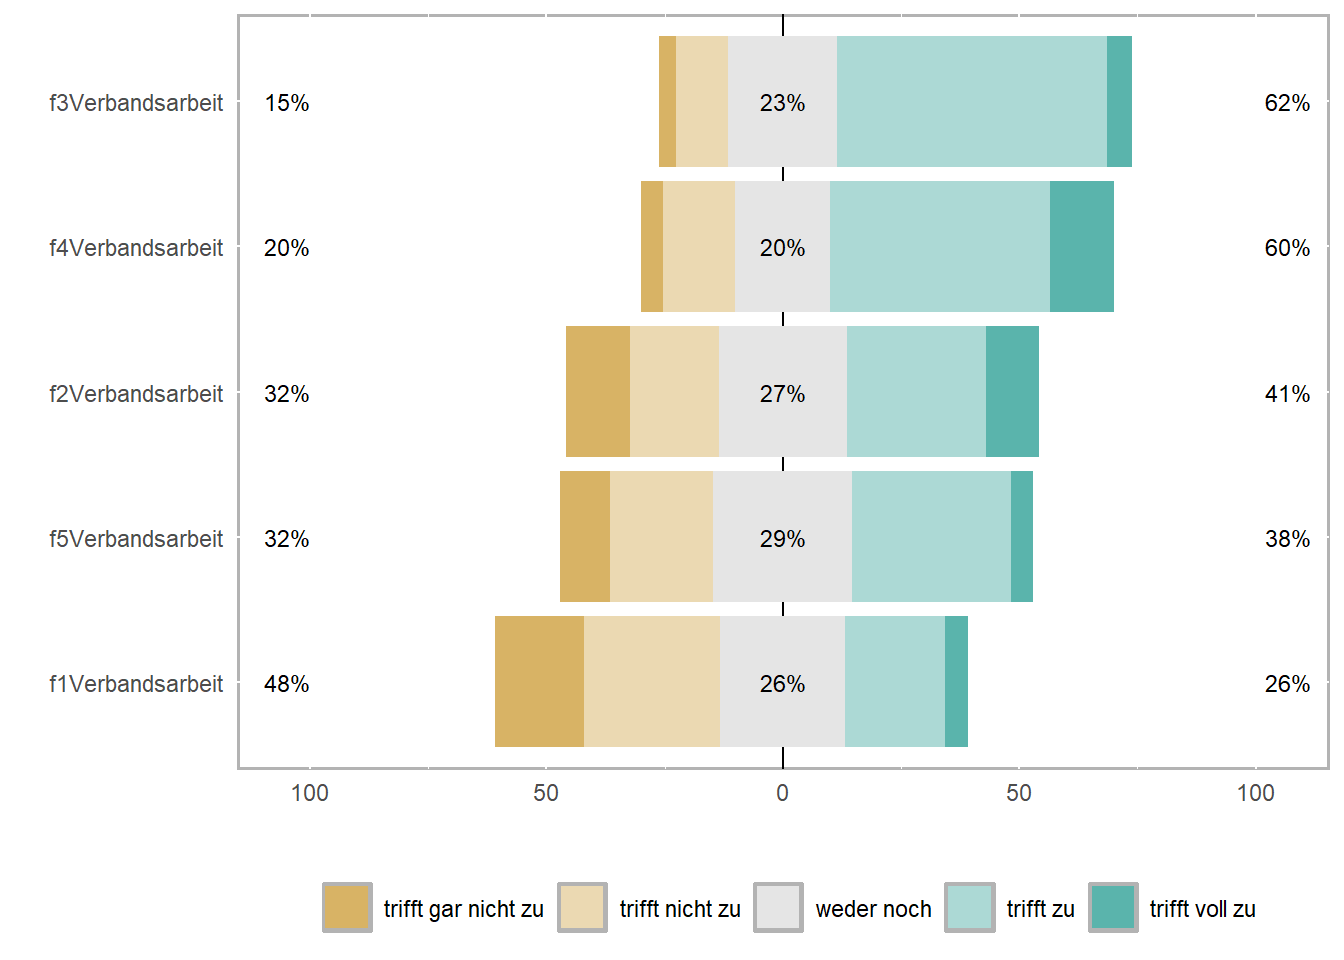 f3Verbandsarbeit 15% 23% 62%
f4Verbandsarbeit 20% 20% 60%
f2Verbandsarbeit 32% 27% 41%
f5Verbandsarbeit 32% 29% 38%
f1Verbandsarbeit 48% 26% 26%
100 50 0 50 100
trifft gar nicht zu trifft nicht zu weder noch trifft zu trifft voll zu